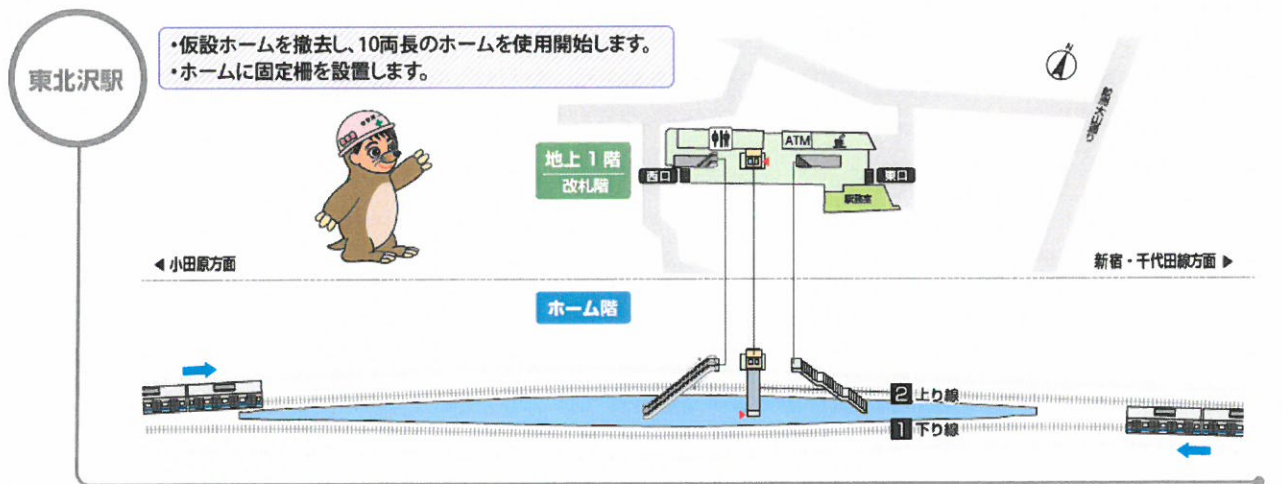 東北沢駅
・仮設ホームを撤去し、10両長のホームを使用開始します。
・ホームに固定柵を設置します。
N
地上1階
改札階
ATM
西口
東口
駅務室
◀ 小田原方面
新宿・千代田線方面 ▶
ホーム階
2 上り線
1 下り線